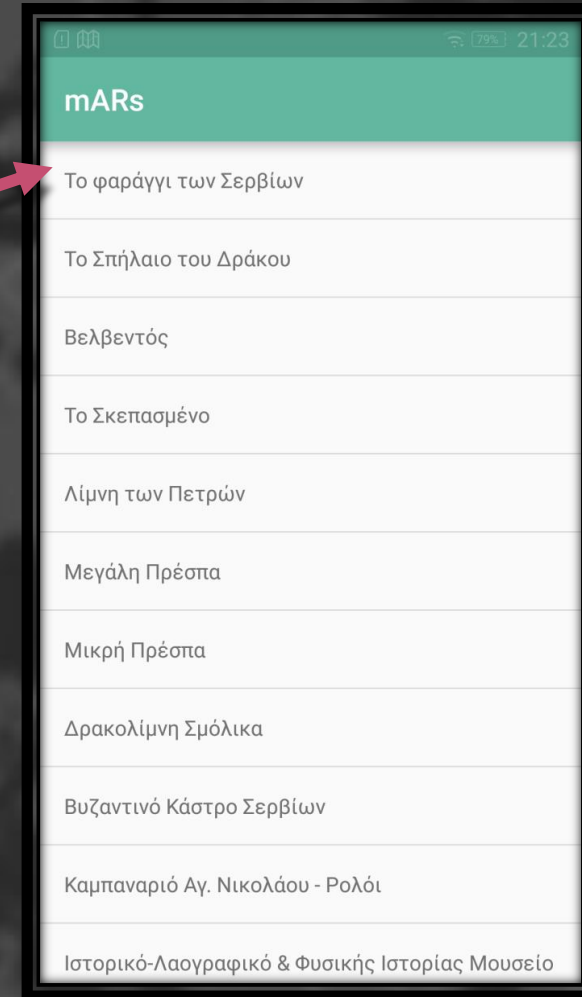 79% 21:23
mARs
Το φαράγγι των Σερβίων
Το Σπήλαιο του Δράκου
Βελβεντός
Το Σκεπασμένο
Λίμνη των Πετρών
Μεγάλη Πρέσπα
Μικρή Πρέσπα
Δρακολίμνη Σμόλικα
Βυζαντινό Κάστρο Σερβίων
Καμπαναριό Αγ. Νικολάου - Ρολόι
Ιστορικό-Λαογραφικό & Φυσικής Ιστορίας Μουσείο